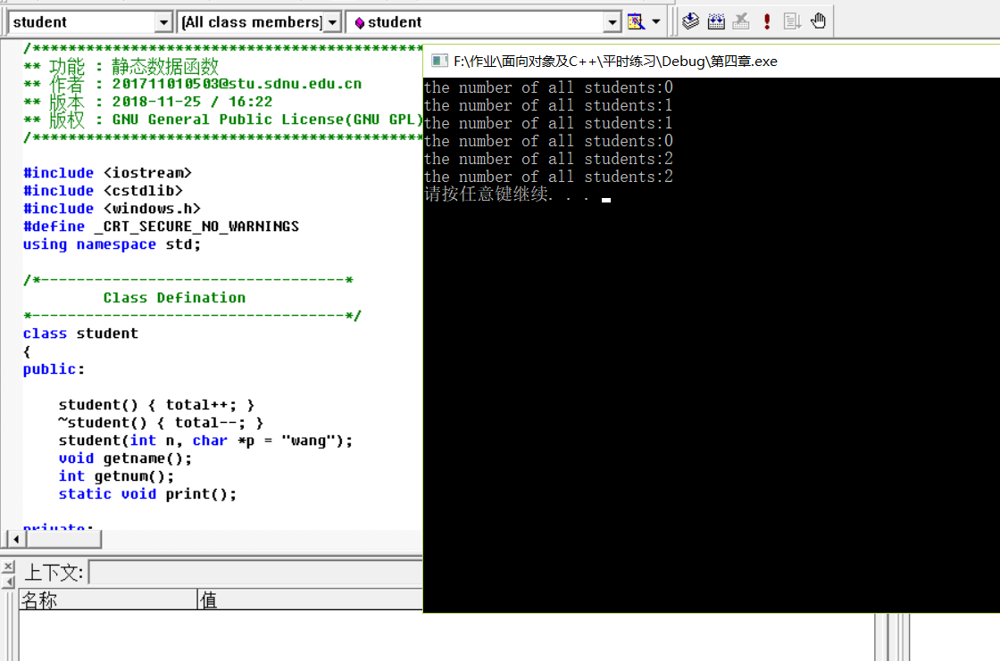 student [All class members] student
/********************************************
** 功能 : 静态数据函数
** 作者 : 201711010503@stu.sdnu.edu.cn
** 版本 : 2018-11-25 / 16:22
** 版权 : GNU General Public License(GNU GPL)
/********************************************
#include <iostream>
#include <cstdlib>
#include <windows.h>
#define _CRT_SECURE_NO_WARNINGS
using namespace std;
/*----------------------------------*
Class Defination
*-----------------------------------*/
class student
{
public:
student() { total++; }
~student() { total--; }
student(int n, char *p = "wang");
void getname();
int getnum();
static void print();
private:
F:\作业\面向对象及C++\平时练习\Debug\第四章.exe
the number of all students:0
the number of all students:1
the number of all students:1
the number of all students:0
the number of all students:2
the number of all students:2
请按任意键继续. . .
上下文:
名称 值